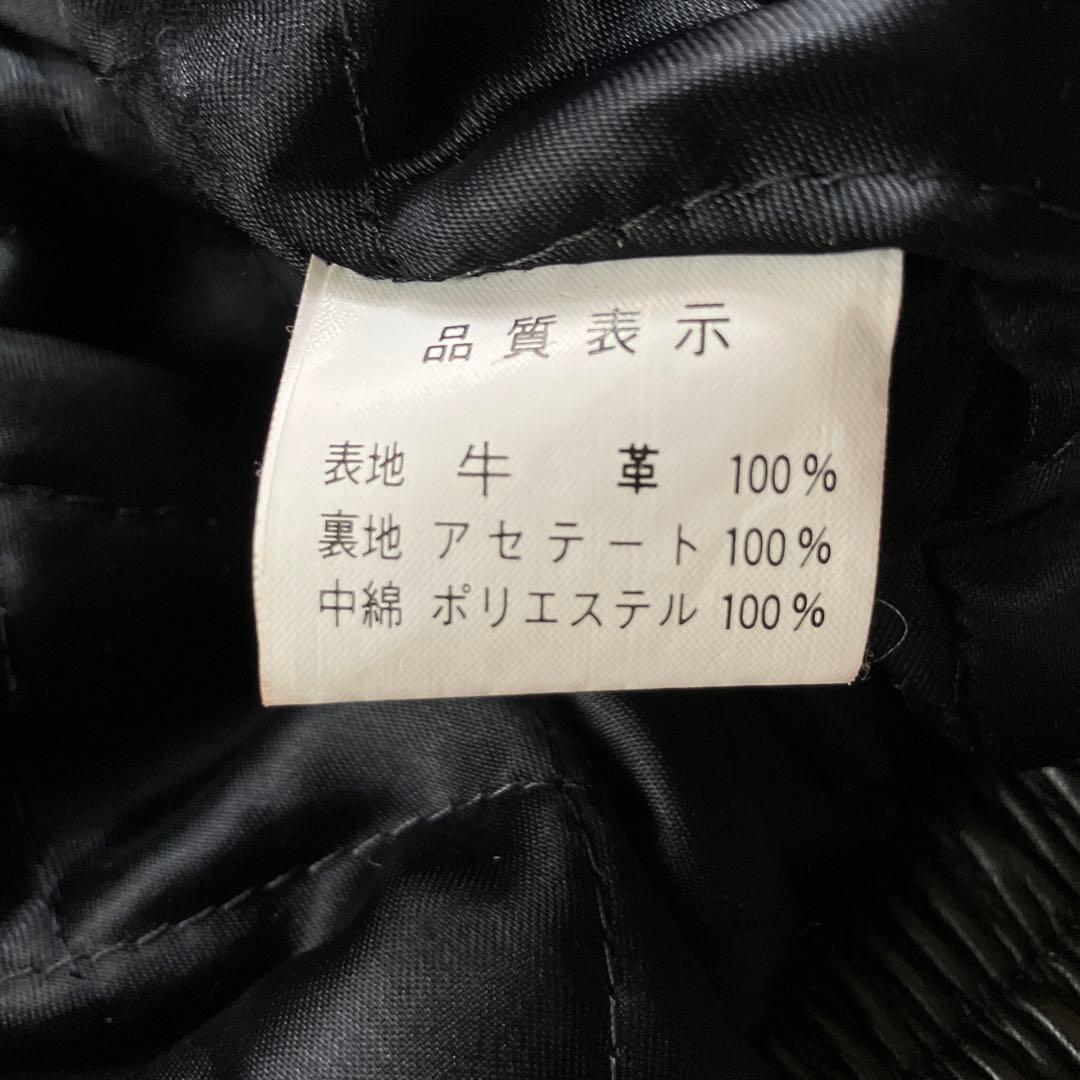 品質表示
表地 牛 革 100%
裏地 アセテート 100%
中綿 ポリエステル 100%